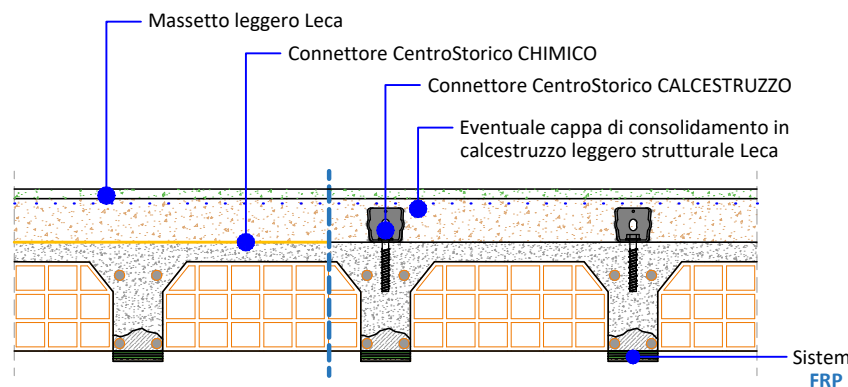 Massetto leggero Leca
Connettore CentroStorico CHIMICO
Connettore CentroStorico CALCESTRUZZO
Eventuale cappa di consolidamento in
calcestruzzo leggero strutturale Leca
Sistem
FRP